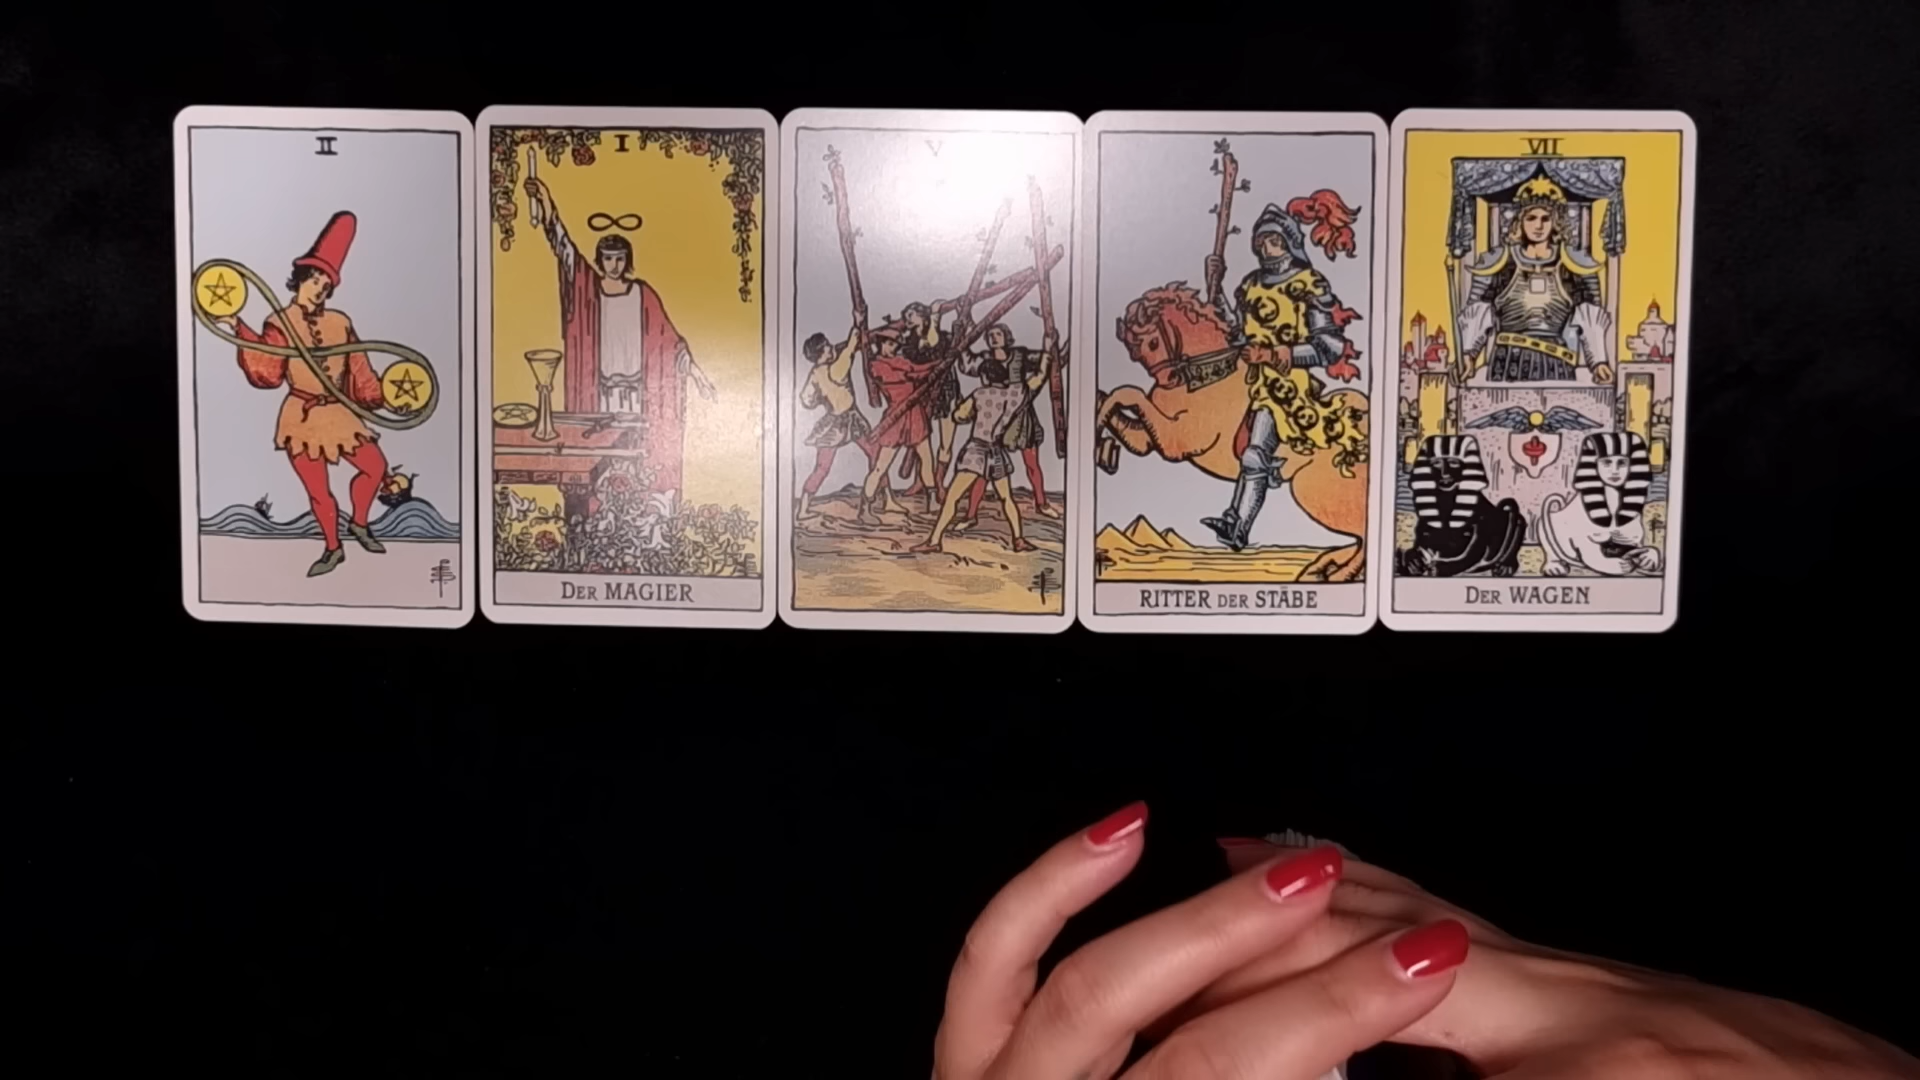 II
I
V
VII
Der MAGIER
RITTER DER STÄBE
Der WAGEN